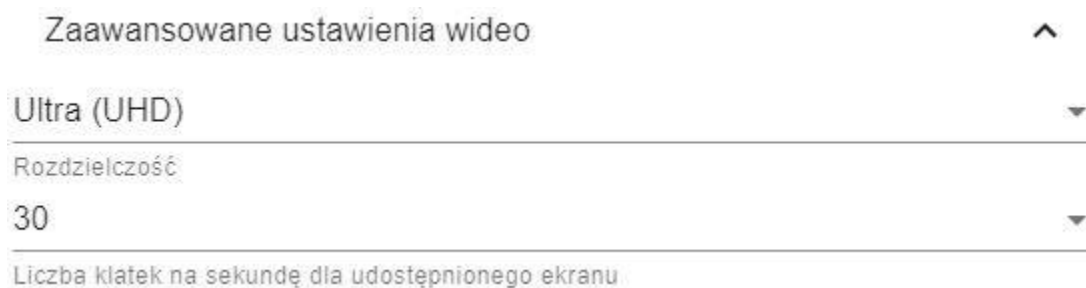 Zaawansowane ustawienia wideo
Ultra (UHD)
Rozdzielczość
30
Liczba klatek na sekundę dla udostępnionego ekranu